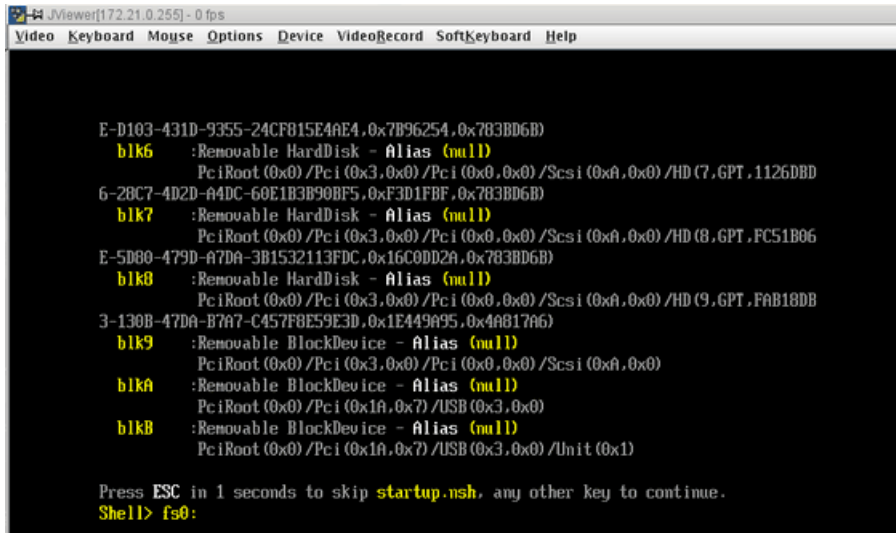 JViewer[172.21.0.255] - 0 fps
Video Keyboard Mouse Options Device VideoRecord SoftKeyboard Help
E-D103-431D-9355-24CF815E4AE4,0x7B96254,0x783BD6B)
blk6 :Removable HardDisk - Alias (null)
PciRoot(0x0)/Pci(0x3,0x0)/Pci(0x0,0x0)/Scsi(0xA,0x0)/HD(7,GPT,1126DBD
6-28C7-4D2D-A4DC-60E1B3B90BF5,0xF3D1FBF,0x783BD6B)
blk7 :Removable HardDisk - Alias (null)
PciRoot(0x0)/Pci(0x3,0x0)/Pci(0x0,0x0)/Scsi(0xA,0x0)/HD(8,GPT,FC51B06
E-5D80-479D-A7DA-3B1532113FDC,0x16C0DD2A,0x783BD6B)
blk8 :Removable HardDisk - Alias (null)
PciRoot(0x0)/Pci(0x3,0x0)/Pci(0x0,0x0)/Scsi(0xA,0x0)/HD(9,GPT,FAB18DB
3-130B-47DA-B7A7-C457F8E59E3D,0x1E449A95,0x4A817A6)
blk9 :Removable BlockDevice - Alias (null)
PciRoot(0x0)/Pci(0x3,0x0)/Pci(0x0,0x0)/Scsi(0xA,0x0)
blkA :Removable BlockDevice - Alias (null)
PciRoot(0x0)/Pci(0x1A,0x7)/USB(0x3,0x0)
blkB :Removable BlockDevice - Alias (null)
PciRoot(0x0)/Pci(0x1A,0x7)/USB(0x3,0x0)/Unit(0x1)
Press ESC in 1 seconds to skip startup.nsh, any other key to continue.
Shell> fs0: